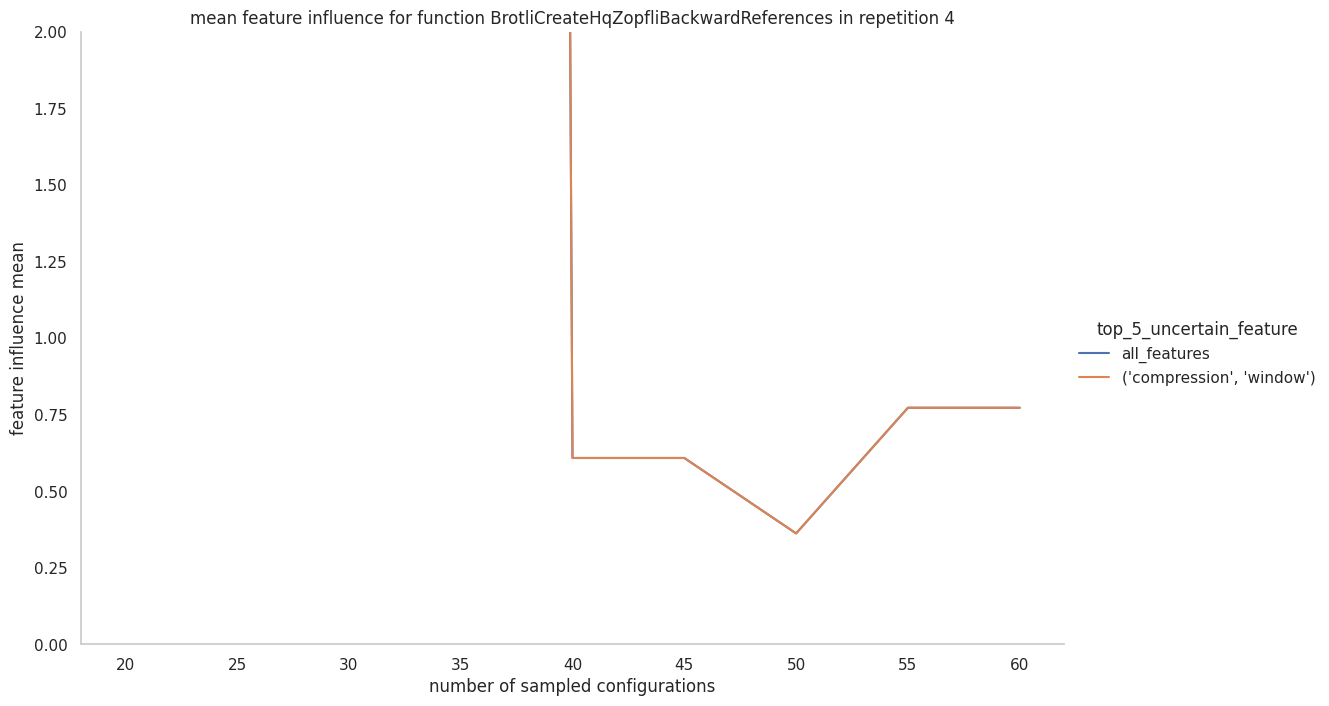 mean feature influence for function BrotliCreateHqZopfliBackwardReferences in repetition 4
2.00
1.75
1.50
1.25
1.00
0.75
0.50
0.25
0.00
feature influence mean
20 25 30 35 40 45 50 55 60
number of sampled configurations
top_5_uncertain_feature
all_features
('compression', 'window')